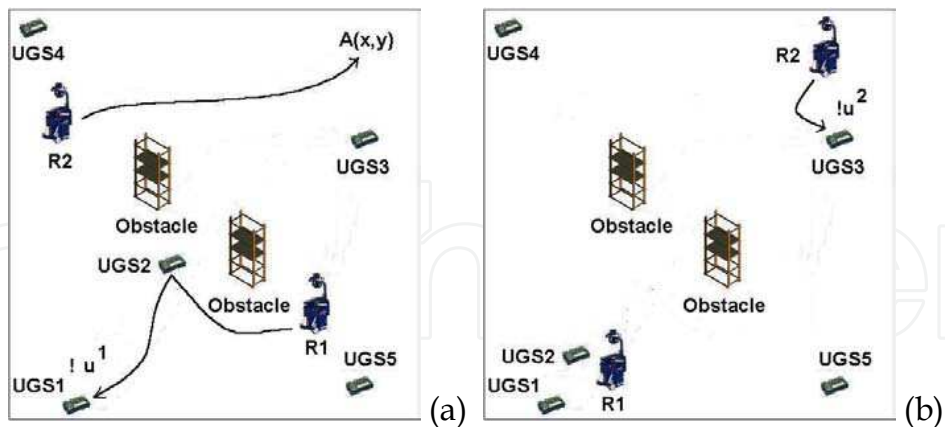 UGS4
A(x,y)
R2
UGS3
Obstacle
UGS2
Obstacle
R1
! u¹
UGS1
UGS5
(a)
UGS4
R2
!u²
UGS3
Obstacle
Obstacle
UGS2
UGS1
R1
UGS5
(b)